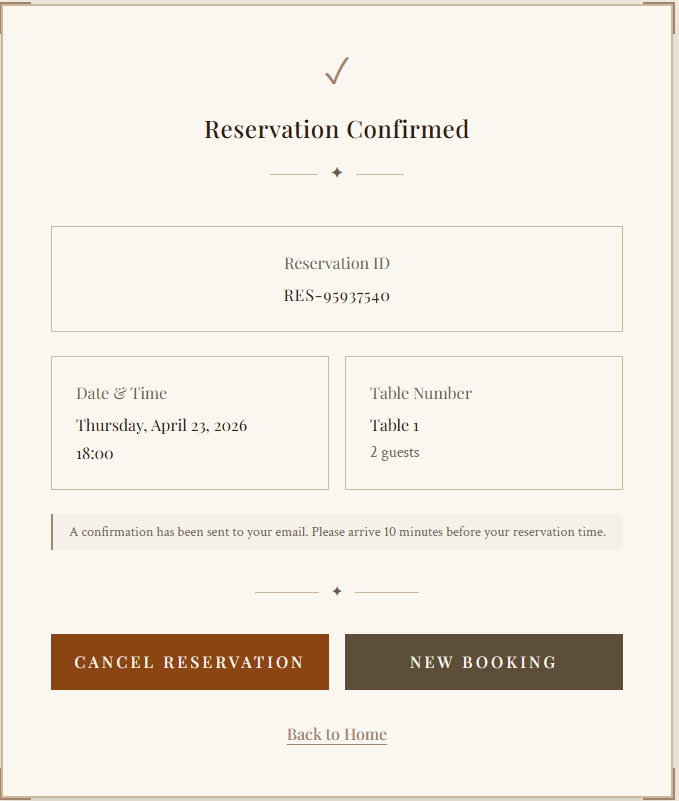 Reservation Confirmed
Reservation ID
RES-95937540
Date & Time
Thursday, April 23, 2026
18:00
Table Number
Table 1
2 guests
A confirmation has been sent to your email. Please arrive 10 minutes before your reservation time.
CANCEL RESERVATION
NEW BOOKING
Back to Home